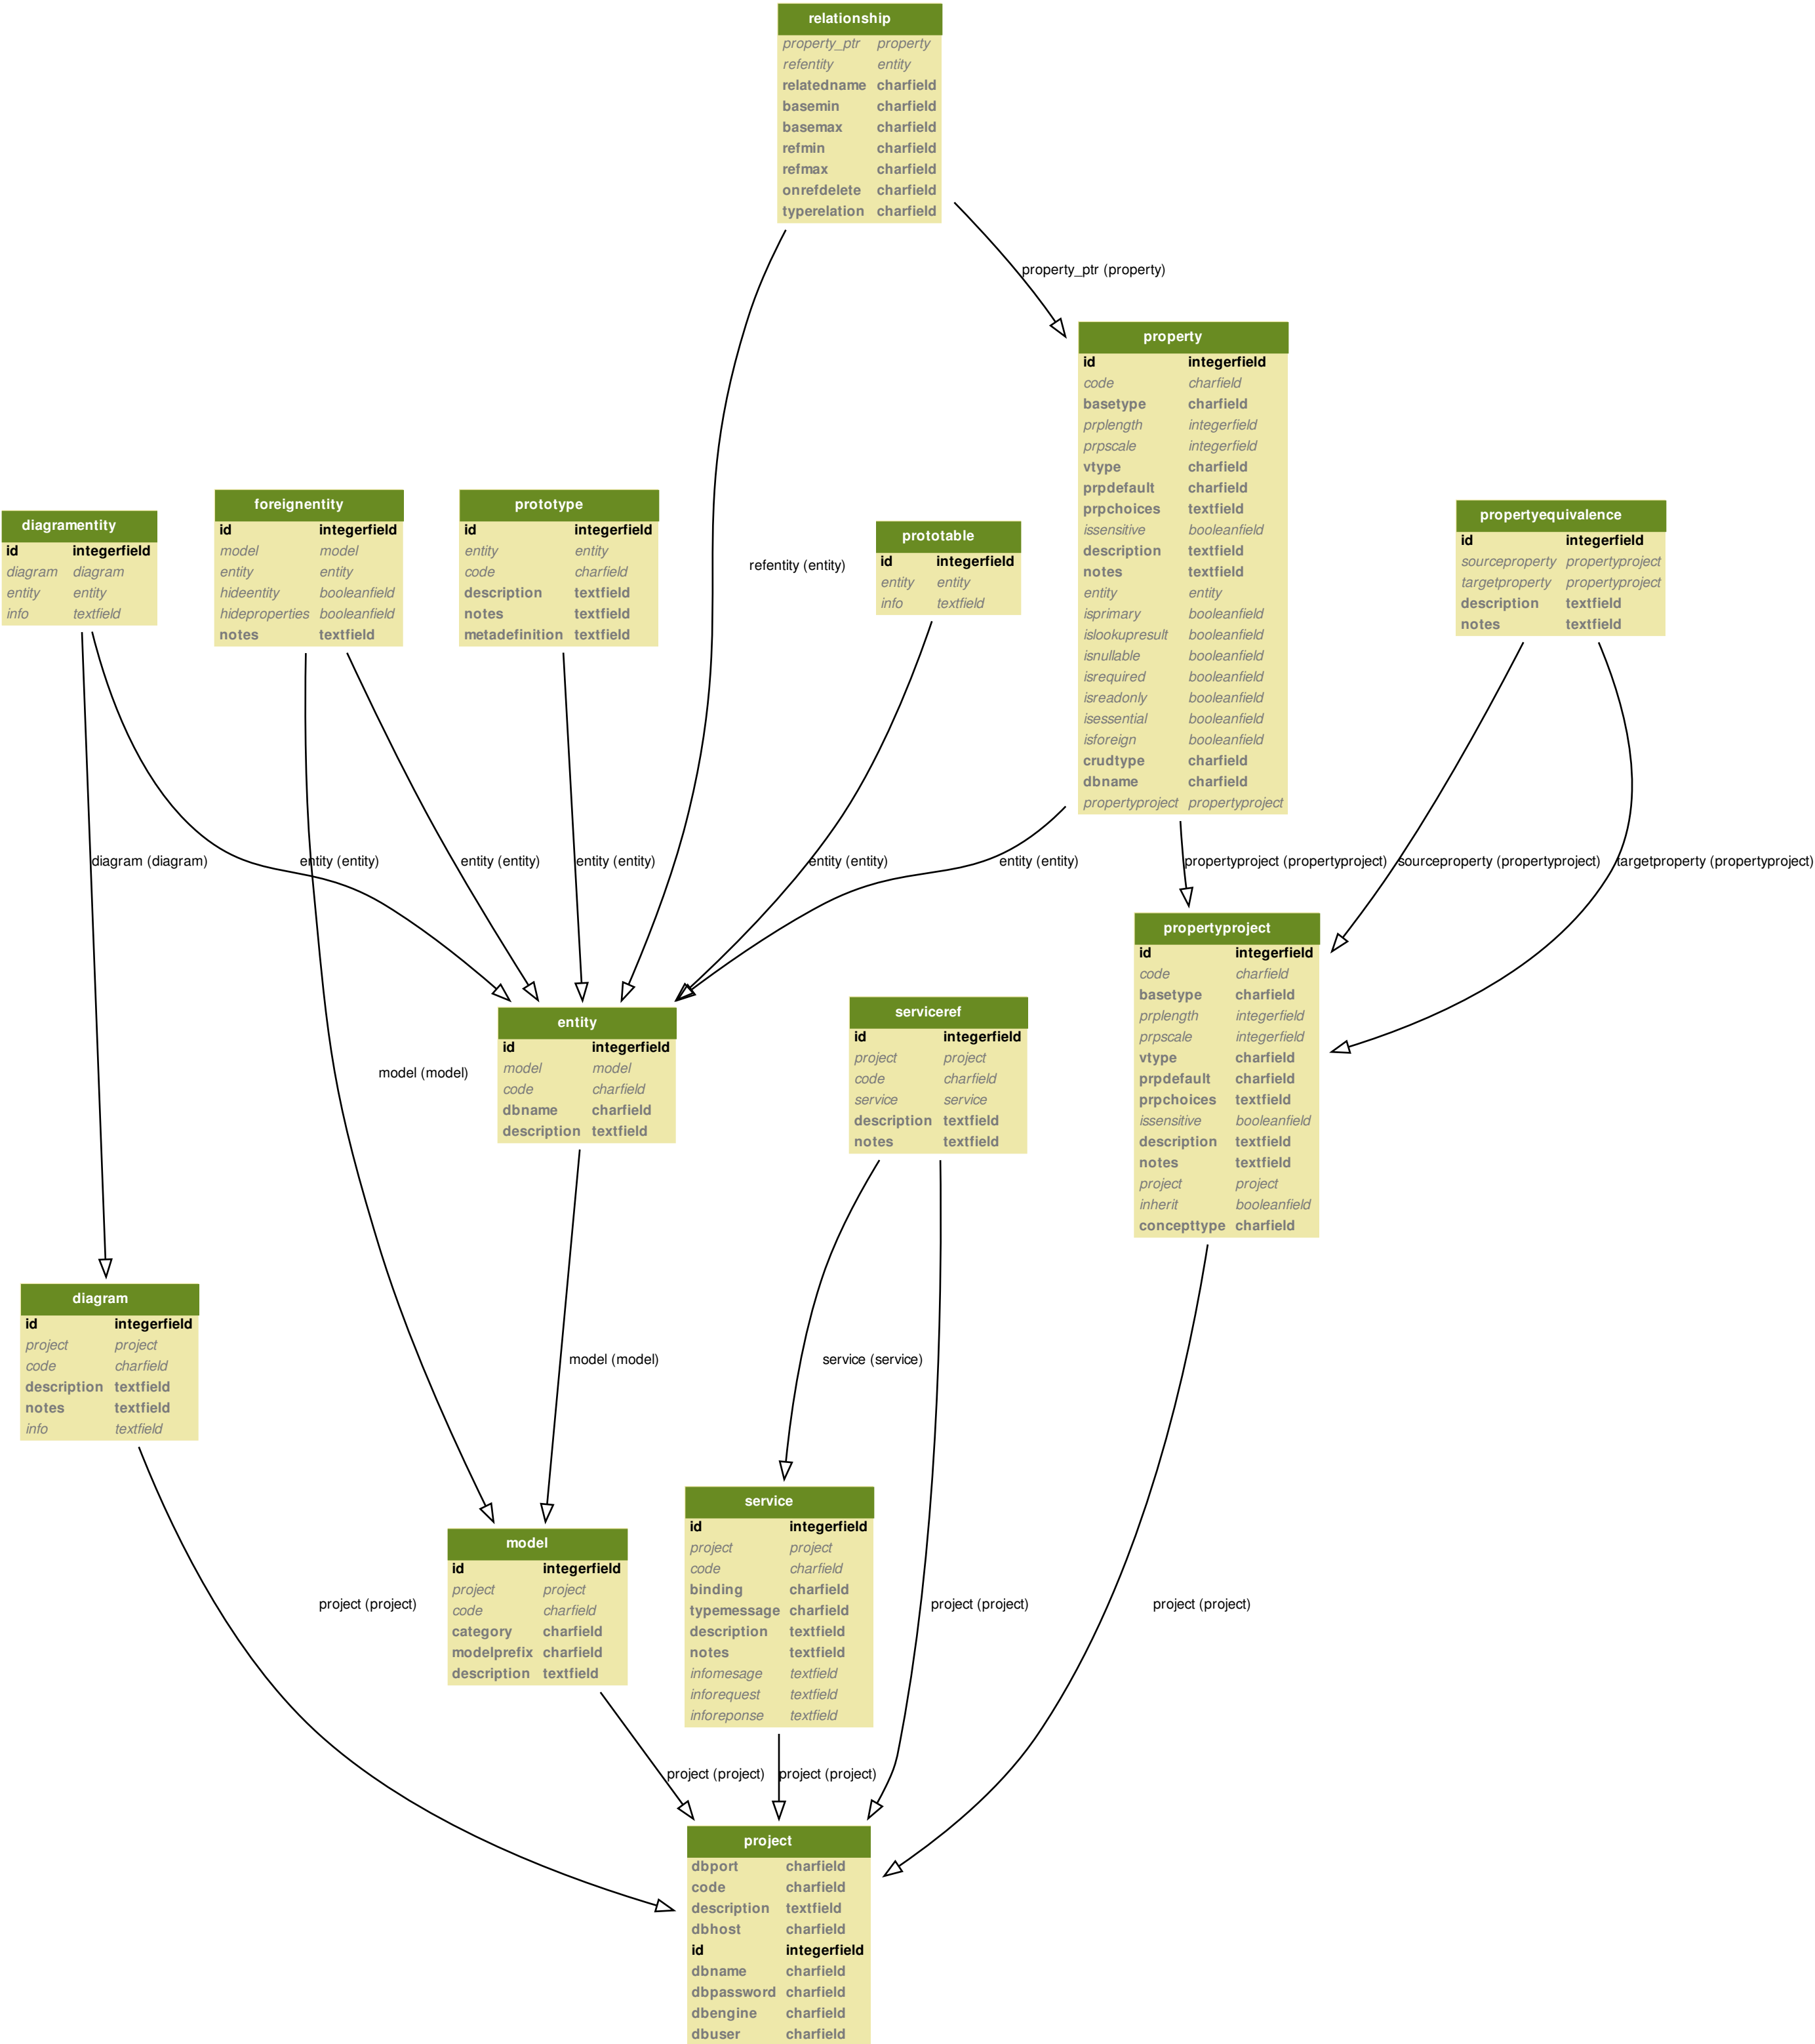 relationship
property_ptr property
refentity entity
relatedname charfield
basemin charfield
basemax charfield
refmin charfield
refmax charfield
onrefdelete charfield
typerelation charfield
property_ptr (property)
property
id integerfield
code charfield
basetype charfield
prplength integerfield
prpscale integerfield
vtype charfield
prpdefault charfield
prpchoices textfield
issensitive booleanfield
description textfield
notes textfield
entity entity
isprimary booleanfield
islookupresult booleanfield
isnullable booleanfield
isrequired booleanfield
isreadonly booleanfield
isessential booleanfield
isforeign booleanfield
crudtype charfield
dbname charfield
propertyproject propertyproject
diagramentity
id integerfield
diagram diagram
entity entity
info textfield
foreignentity
id integerfield
model model
entity entity
hideentity booleanfield
hideproperties booleanfield
notes textfield
prototype
id integerfield
entity entity
code charfield
description textfield
notes textfield
metadefinition textfield
refentity (entity)
prototable
id integerfield
entity entity
info textfield
propertyequivalence
id integerfield
sourceproperty propertyproject
targetproperty propertyproject
description textfield
notes textfield
diagram (diagram)
entity (entity)
entity (entity)
entity (entity)
entity (entity)
entity (entity)
propertyproject (propertyproject)
sourceproperty (propertyproject)
targetproperty (propertyproject)
propertyproject
id integerfield
code charfield
basetype charfield
prplength integerfield
prpscale integerfield
vtype charfield
prpdefault charfield
prpchoices textfield
issensitive booleanfield
description textfield
notes textfield
project project
inherit booleanfield
concepttype charfield
model (model)
entity
id integerfield
model model
code charfield
dbname charfield
description textfield
serviceref
id integerfield
project project
code charfield
service service
description textfield
notes textfield
diagram
id integerfield
project project
code charfield
description textfield
notes textfield
info textfield
model (model)
service (service)
model
id integerfield
project project
code charfield
category charfield
modelprefix charfield
description textfield
service
id integerfield
project project
code charfield
binding charfield
typemessage charfield
description textfield
notes textfield
infomesage textfield
inforequest textfield
inforeponse textfield
project (project)
project (project)
project (project)
project (project)
project (project)
project
dbport charfield
code charfield
description textfield
dbhost charfield
id integerfield
dbname charfield
dbpassword charfield
dbengine charfield
dbuser charfield